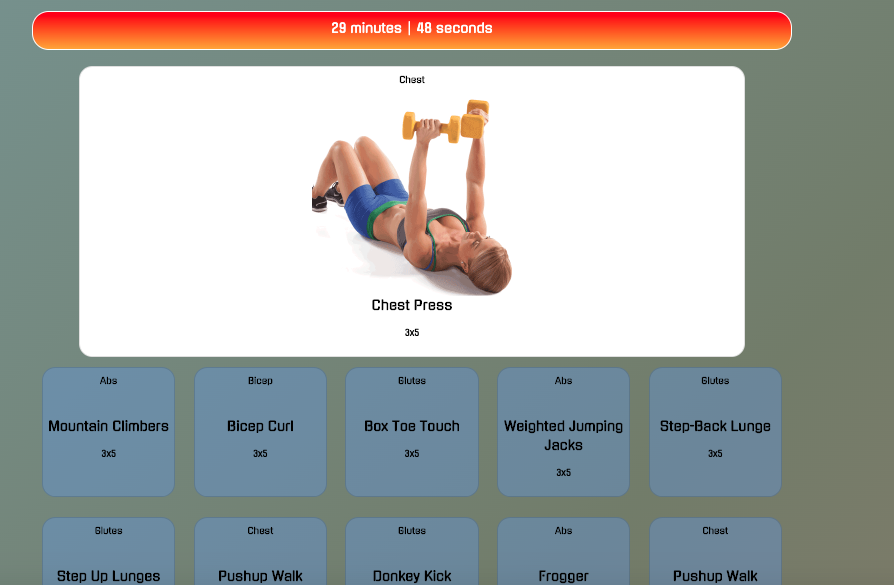 29 minutes | 48 seconds
Chest
Chest Press
3x5
Abs
Mountain Climbers
3x5
Bicep
Bicep Curl
3x5
Glutes
Box Toe Touch
3x5
Abs
Weighted Jumping
Jacks
3x5
Glutes
Step-Back Lunge
3x5
Glutes
Step Up Lunges
Chest
Pushup Walk
Glutes
Donkey Kick
Abs
Frogger
Chest
Pushup Walk